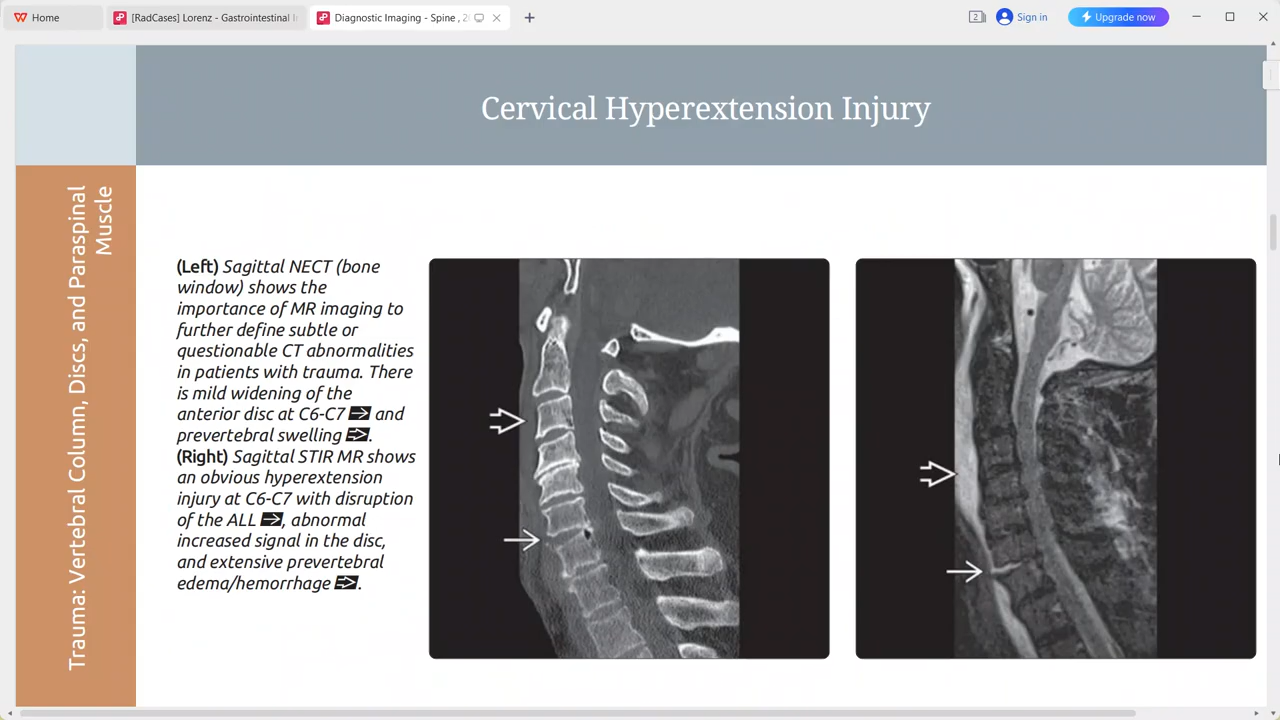 Home
[RadCases] Lorenz - Gastrointestinal I
Diagnostic Imaging - Spine , 2
2
Sign in
Upgrade now
Cervical Hyperextension Injury
Trauma: Vertebral Column, Discs, and Paraspinal
Muscle
(Left) Sagittal NECT (bone
window) shows the
importance of MR imaging to
further define subtle or
questionable CT abnormalities
in patients with trauma. There
is mild widening of the
anterior disc at C6-C7 and
prevertebral swelling .
(Right) Sagittal STIR MR shows
an obvious hyperextension
injury at C6-C7 with disruption
of the ALL , abnormal
increased signal in the disc,
and extensive prevertebral
edema/hemorrhage .